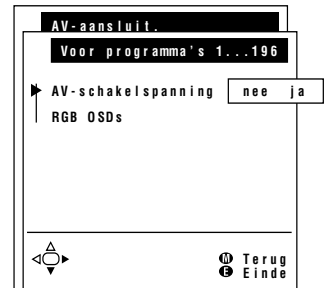 AV-aansluit.
Voor programma's 1...196
AV-schakelspanning nee ja
RGB OSDs
M Terug
E Einde